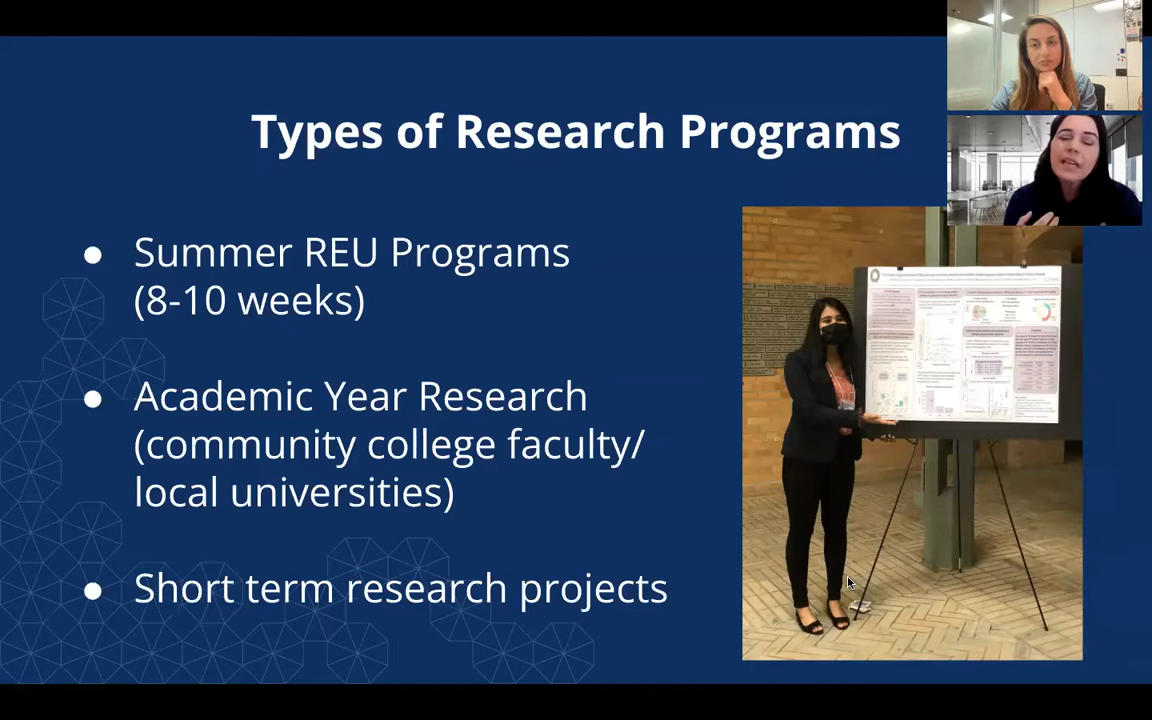 Types of Research Programs
● Summer REU Programs
(8-10 weeks)
● Academic Year Research
(community college faculty/
local universities)
● Short term research projects